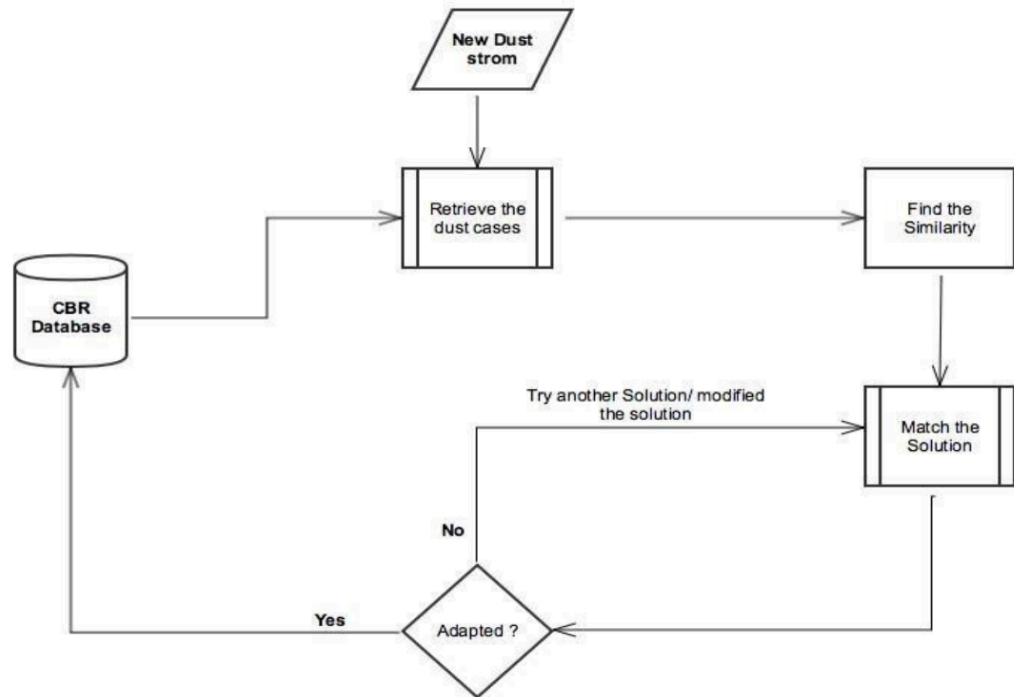 New Dust
strom
Retrieve the
dust cases
Find the
Similarity
CBR
Database
Try another Solution/ modified
the solution
Match the
Solution
No
Yes
Adapted ?